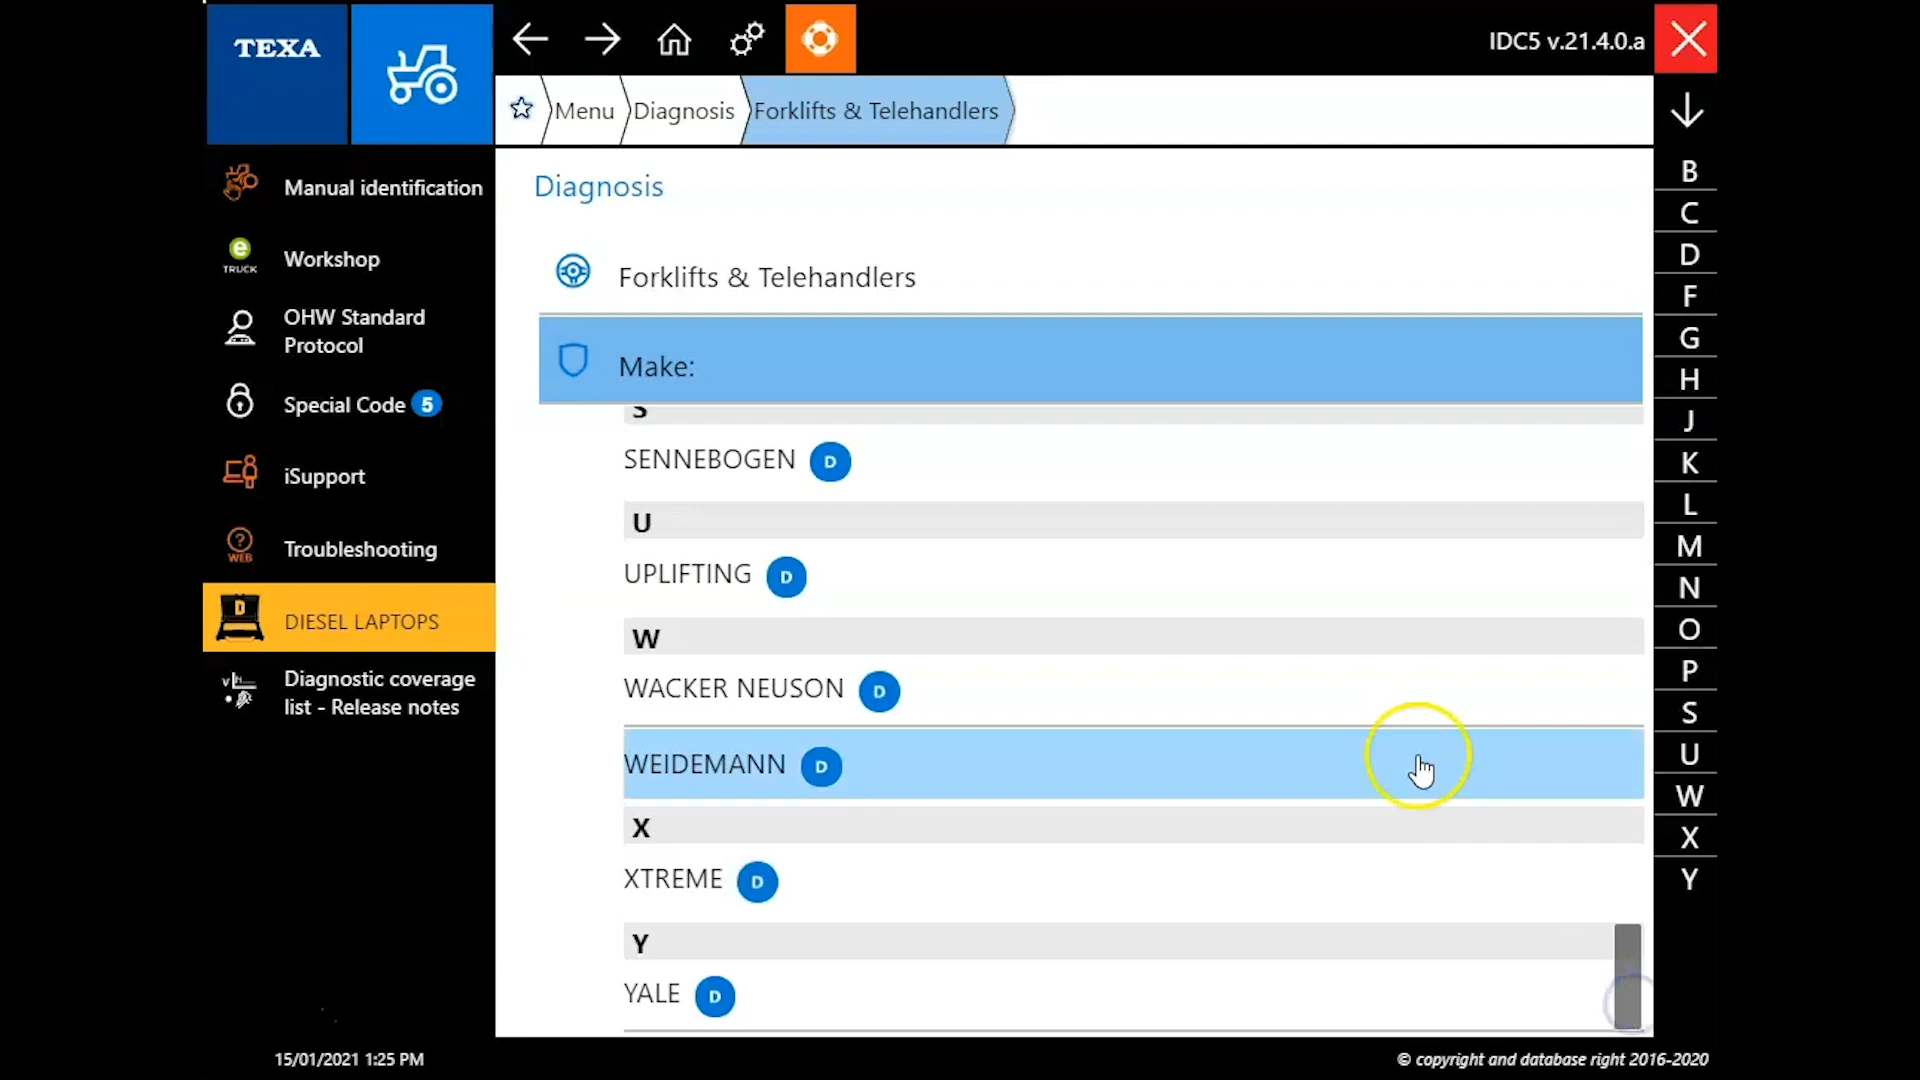 TEXA
IDC5 v.21.4.0.a
Menu
Diagnosis
Forklifts & Telehandlers
Manual identification
e
TRUCK
Workshop
OHW Standard
Protocol
Special Code 5
iSupport
?
WEB
Troubleshooting
D
DIESEL LAPTOPS
Diagnostic coverage
list - Release notes
15/01/2021 1:25 PM
Diagnosis
Forklifts & Telehandlers
Make:
S
SENNEBOGEN D
U
UPLIFTING D
W
WACKER NEUSON D
WEIDEMANN D
X
XTREME D
Y
YALE D
B
C
D
F
G
H
J
K
L
M
N
O
P
S
U
W
X
Y
© copyright and database right 2016-2020